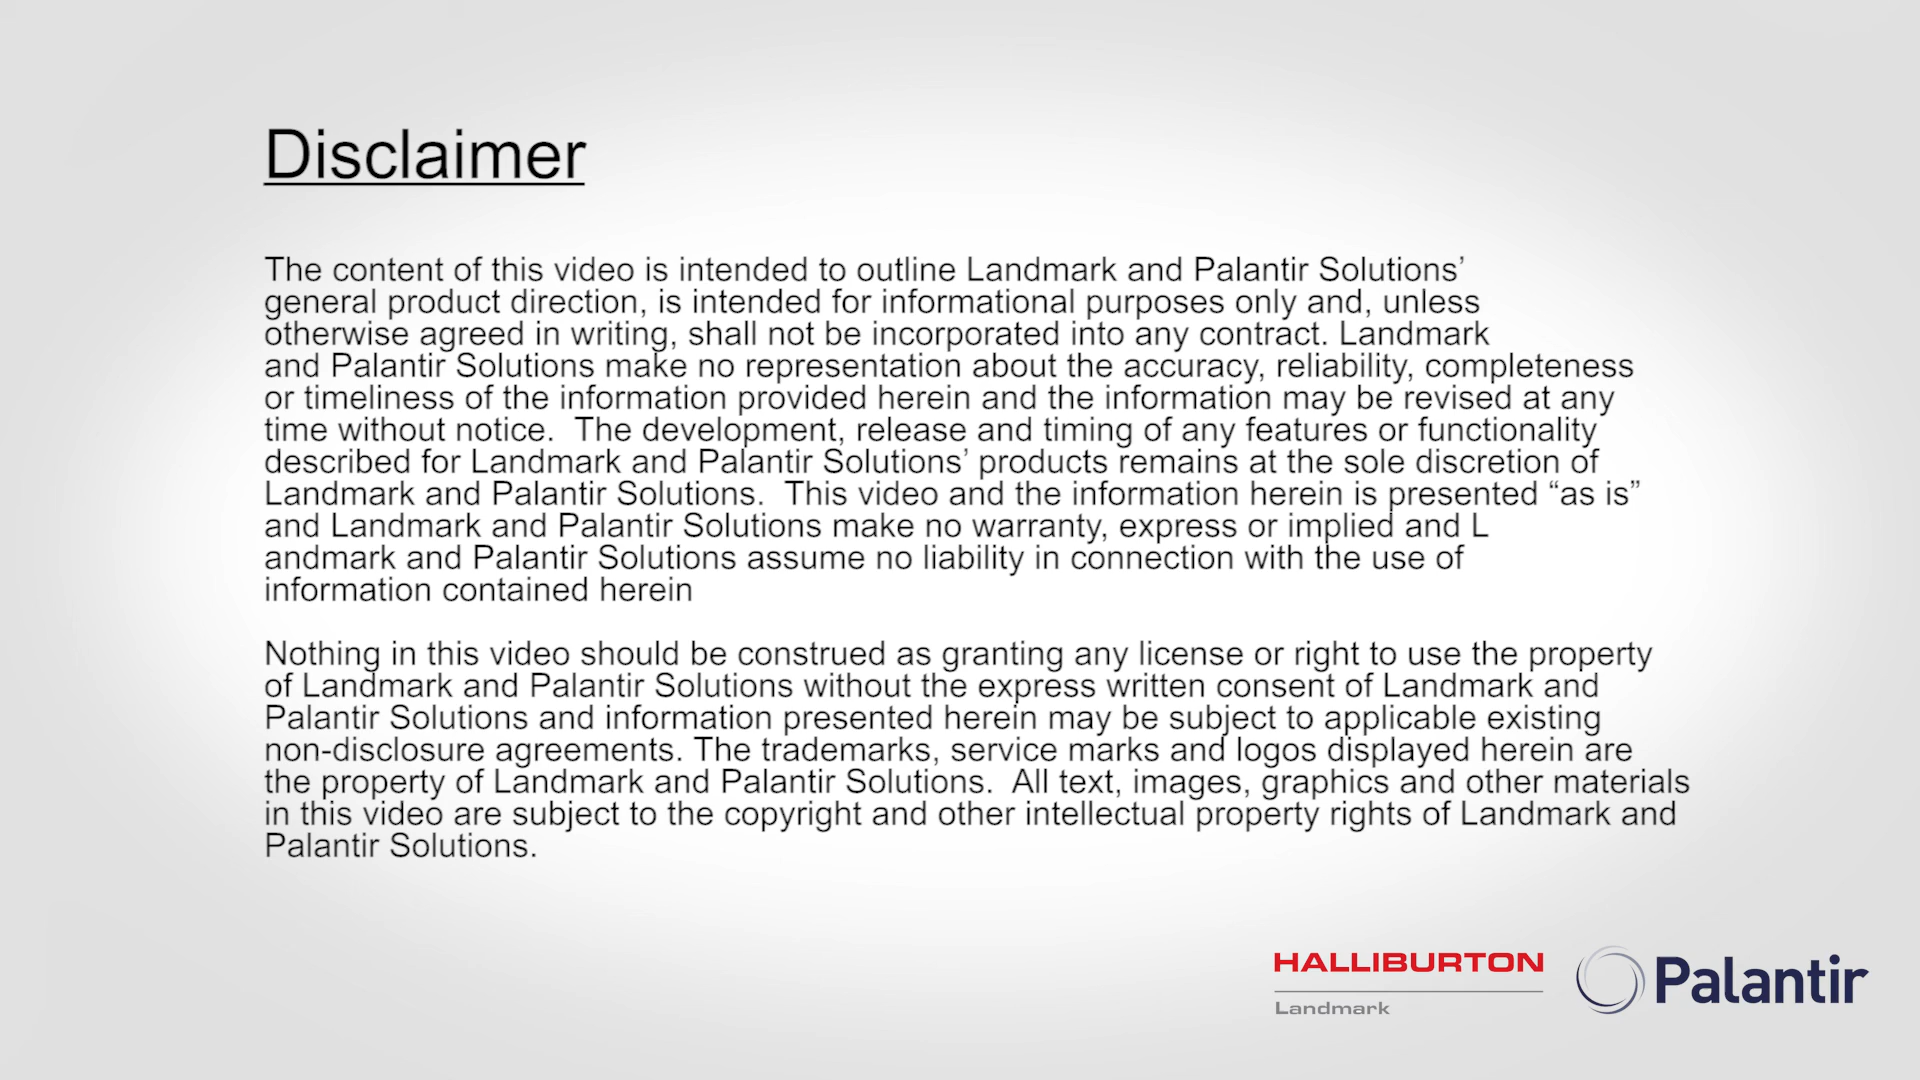 Disclaimer
The content of this video is intended to outline Landmark and Palantir Solutions’
general product direction, is intended for informational purposes only and, unless
otherwise agreed in writing, shall not be incorporated into any contract. Landmark
and Palantir Solutions make no representation about the accuracy, reliability, completeness
or timeliness of the information provided herein and the information may be revised at any
time without notice.  The development, release and timing of any features or functionality
described for Landmark and Palantir Solutions’ products remains at the sole discretion of
Landmark and Palantir Solutions.  This video and the information herein is presented “as is”
and Landmark and Palantir Solutions make no warranty, express or implied and L
andmark and Palantir Solutions assume no liability in connection with the use of
information contained herein
Nothing in this video should be construed as granting any license or right to use the property
of Landmark and Palantir Solutions without the express written consent of Landmark and
Palantir Solutions and information presented herein may be subject to applicable existing
non-disclosure agreements. The trademarks, service marks and logos displayed herein are
the property of Landmark and Palantir Solutions.  All text, images, graphics and other materials
in this video are subject to the copyright and other intellectual property rights of Landmark and
Palantir Solutions.
HALLIBURTON
Landmark
Palantir